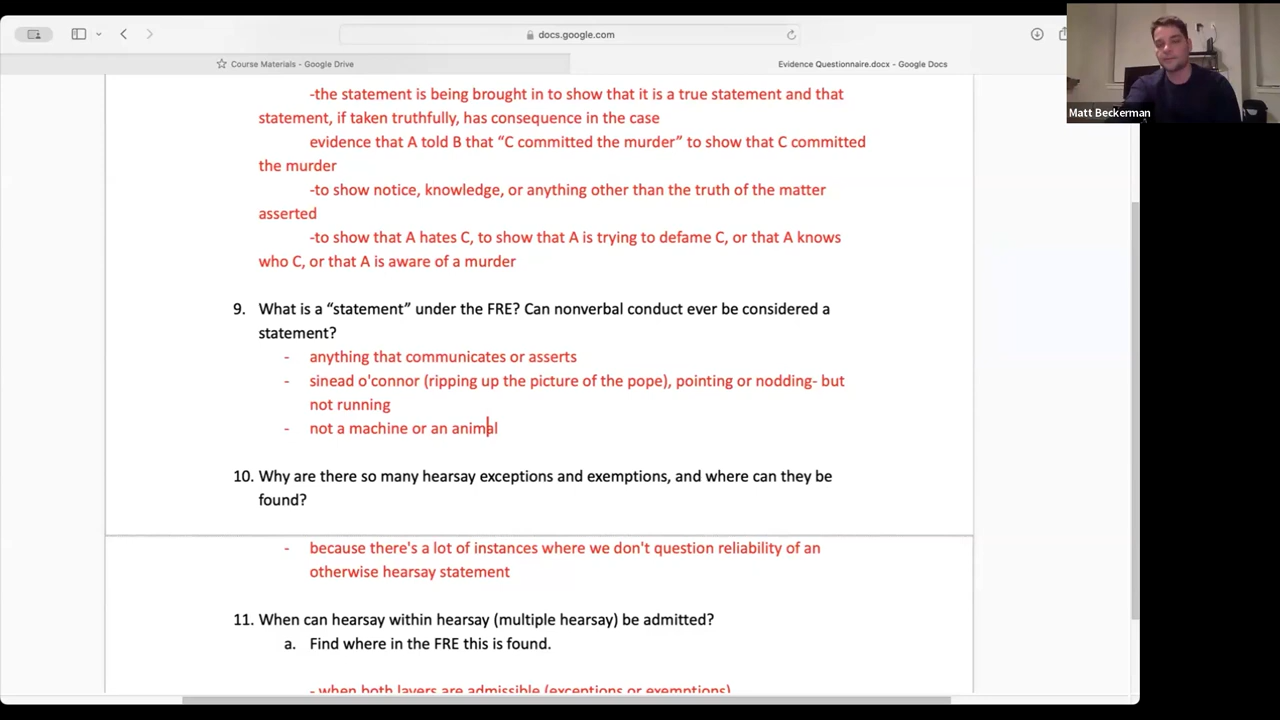 docs.google.com
Course Materials – Google Drive
Evidence Questionnaire.docx - Google Docs
Matt Beckerman
-the statement is being brought in to show that it is a true statement and that
statement, if taken truthfully, has consequence in the case
evidence that A told B that “C committed the murder” to show that C committed
the murder
-to show notice, knowledge, or anything other than the truth of the matter
asserted
-to show that A hates C, to show that A is trying to defame C, or that A knows
who C, or that A is aware of a murder
9. What is a “statement” under the FRE? Can nonverbal conduct ever be considered a
statement?
- anything that communicates or asserts
- sinead o'connor (ripping up the picture of the pope), pointing or nodding- but
not running
- not a machine or an animal
10. Why are there so many hearsay exceptions and exemptions, and where can they be
found?
- because there's a lot of instances where we don't question reliability of an
otherwise hearsay statement
11. When can hearsay within hearsay (multiple hearsay) be admitted?
a. Find where in the FRE this is found.
- when both layers are admissible (exceptions or exemptions)